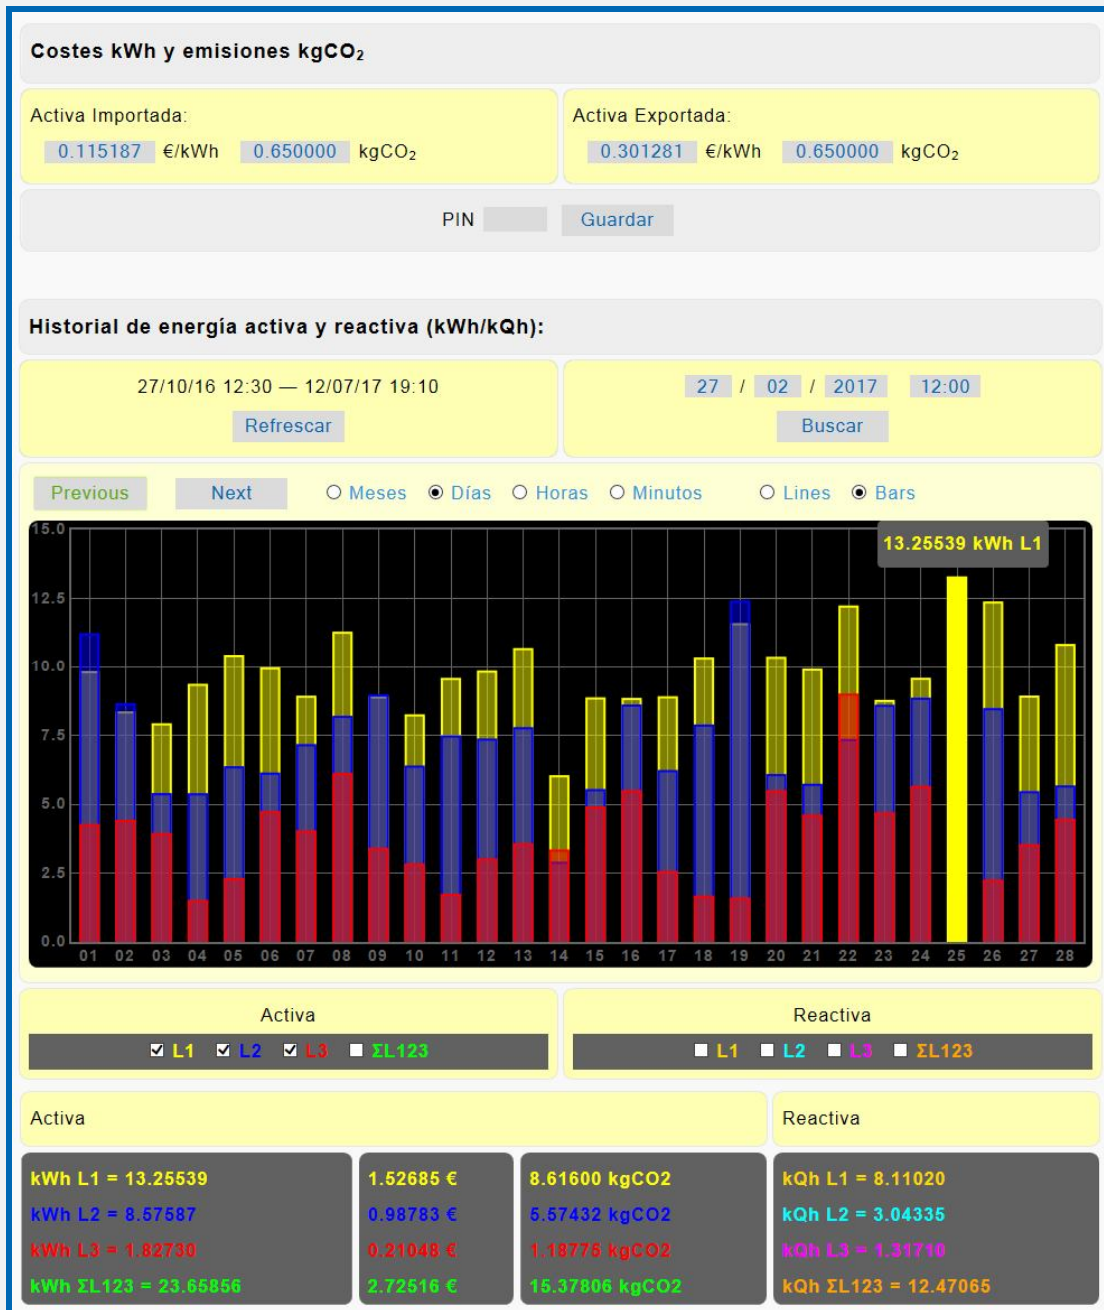 Costes kWh y emisiones kgCO₂
Activa Importada:
0.115187 €/kWh 0.650000 kgCO₂
Activa Exportada:
0.301281 €/kWh 0.650000 kgCO₂
PIN Guardar
Historial de energía activa y reactiva (kWh/kQh):
27/10/16 12:30 — 12/07/17 19:10
Refrescar
27 / 02 / 2017 12:00
Buscar
Previous Next Meses Días Horas Minutos Lines Bars
15.0
13.25539 kWh L1
12.5
10.0
7.5
5.0
2.5
0.0
01 02 03 04 05 06 07 08 09 10 11 12 13 14 15 16 17 18 19 20 21 22 23 24 25 26 27 28
Activa
L1 L2 L3 ΣL123
Reactiva
L1 L2 L3 ΣL123
Activa
Reactiva
kWh L1 = 13.25539 1.52685 € 8.61600 kgCO2 kQh L1 = 8.11020
kWh L2 = 8.57587 0.98783 € 5.57432 kgCO2 kQh L2 = 3.04335
kWh L3 = 1.82730 0.21048 € 1.18775 kgCO2 kQh L3 = 1.31710
kWh ΣL123 = 23.65856 2.72516 € 15.37806 kgCO2 kQh ΣL123 = 12.47065